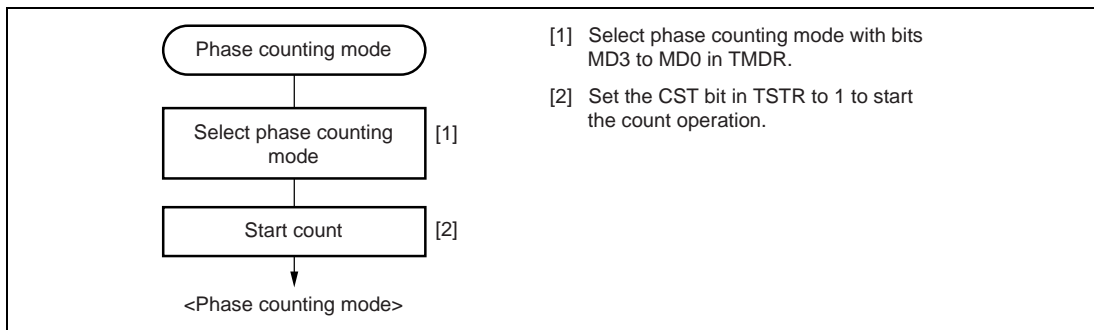 Phase counting mode
Select phase counting
mode
[1]
Start count
[2]
<Phase counting mode>
[1] Select phase counting mode with bits
MD3 to MD0 in TMDR.
[2] Set the CST bit in TSTR to 1 to start
the count operation.